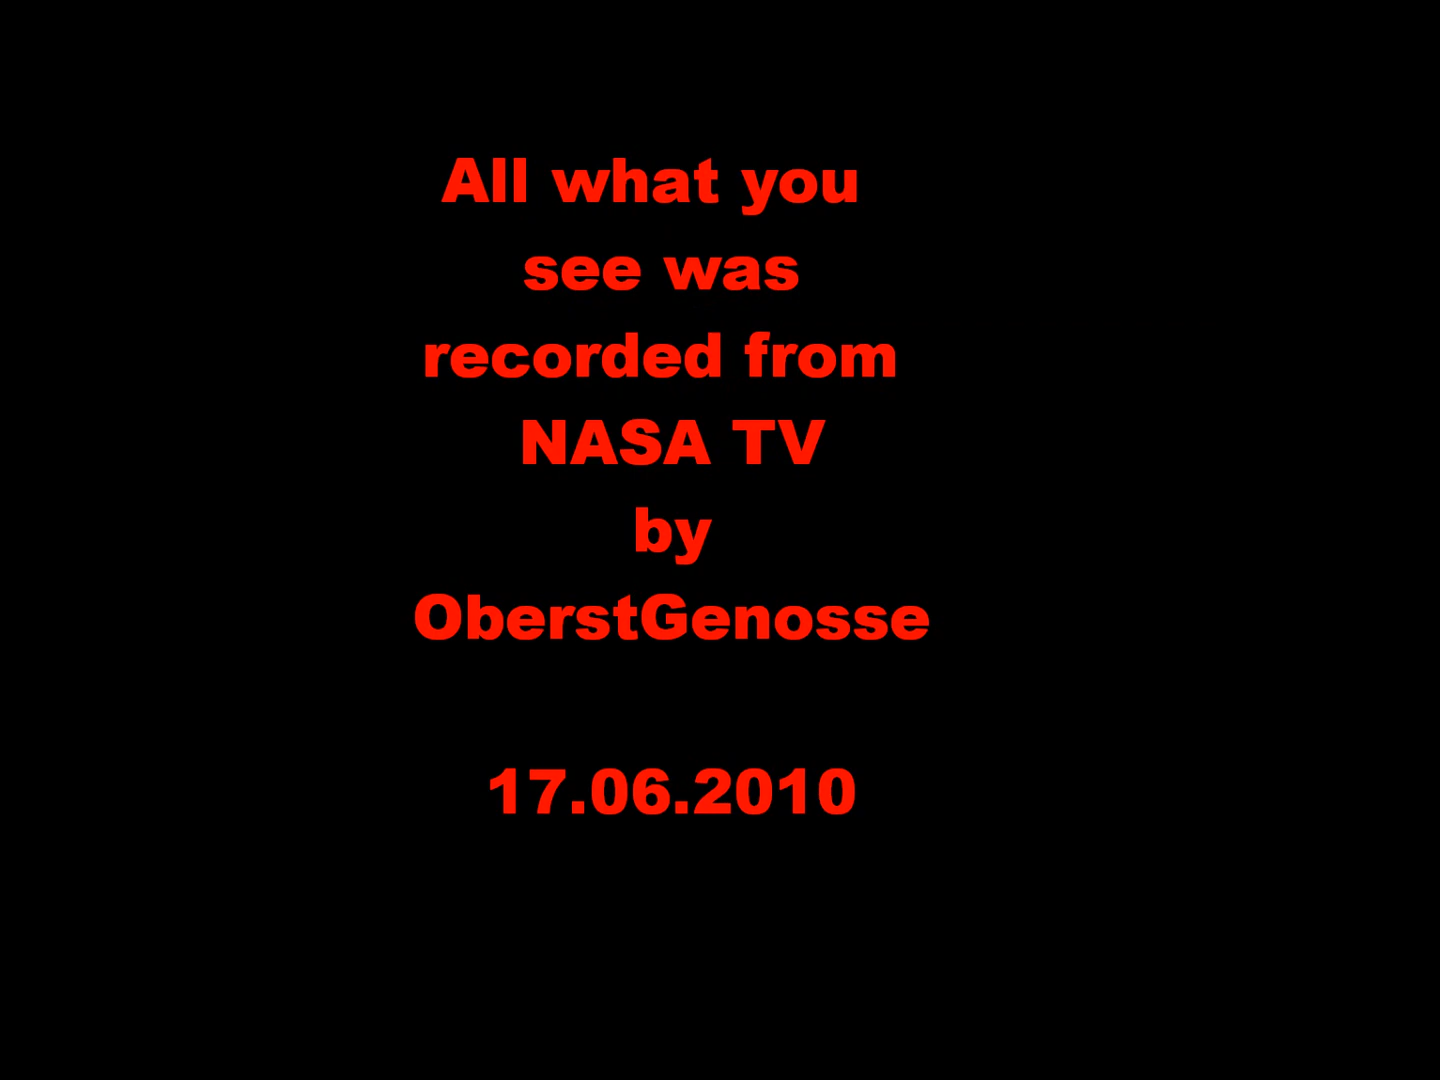 All what you
see was
recorded from
NASA TV
by
OberstGenosse
17.06.2010